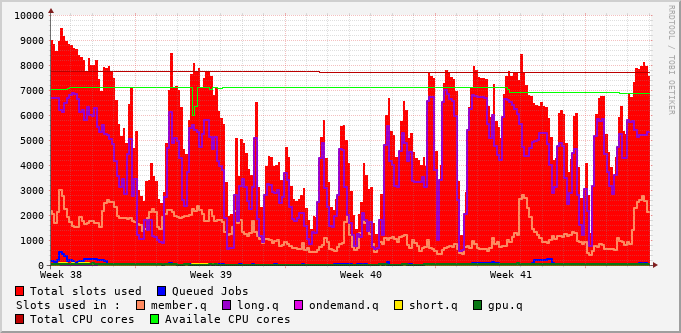 10000
9000
8000
7000
6000
5000
4000
3000
2000
1000
0
Week 38 Week 39 Week 40 Week 41
RRDTOOL / TOBI OETIKER
Total slots used Queued Jobs
Slots used in : member.q long.q ondemand.q short.q gpu.q
Total CPU cores Availale CPU cores